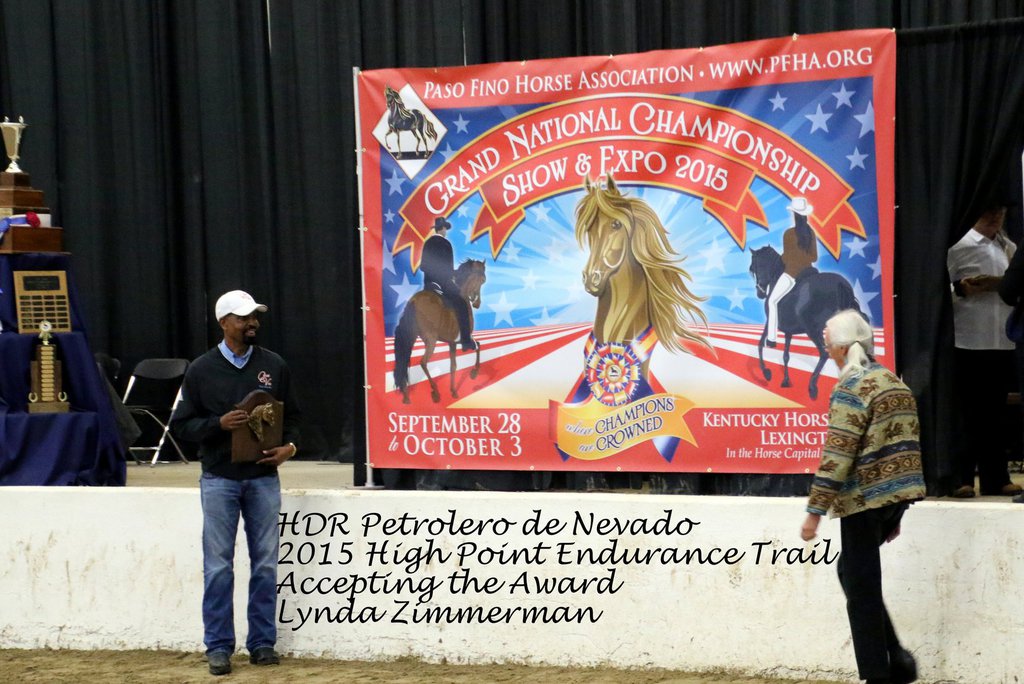 PASO FINO HORSE ASSOCIATION • WWW.PFHA.ORG
GRAND NATIONAL CHAMPIONSHIP
SHOW & EXPO 2015
SEPTEMBER 28
to OCTOBER 3
where CHAMPIONS
are CROWNED
KENTUCKY HORS
LEXINGT
In the Horse Capital
HDR Petrolero de Nevado
2015 High Point Endurance Trail
Accepting the Award
Lynda Zimmerman